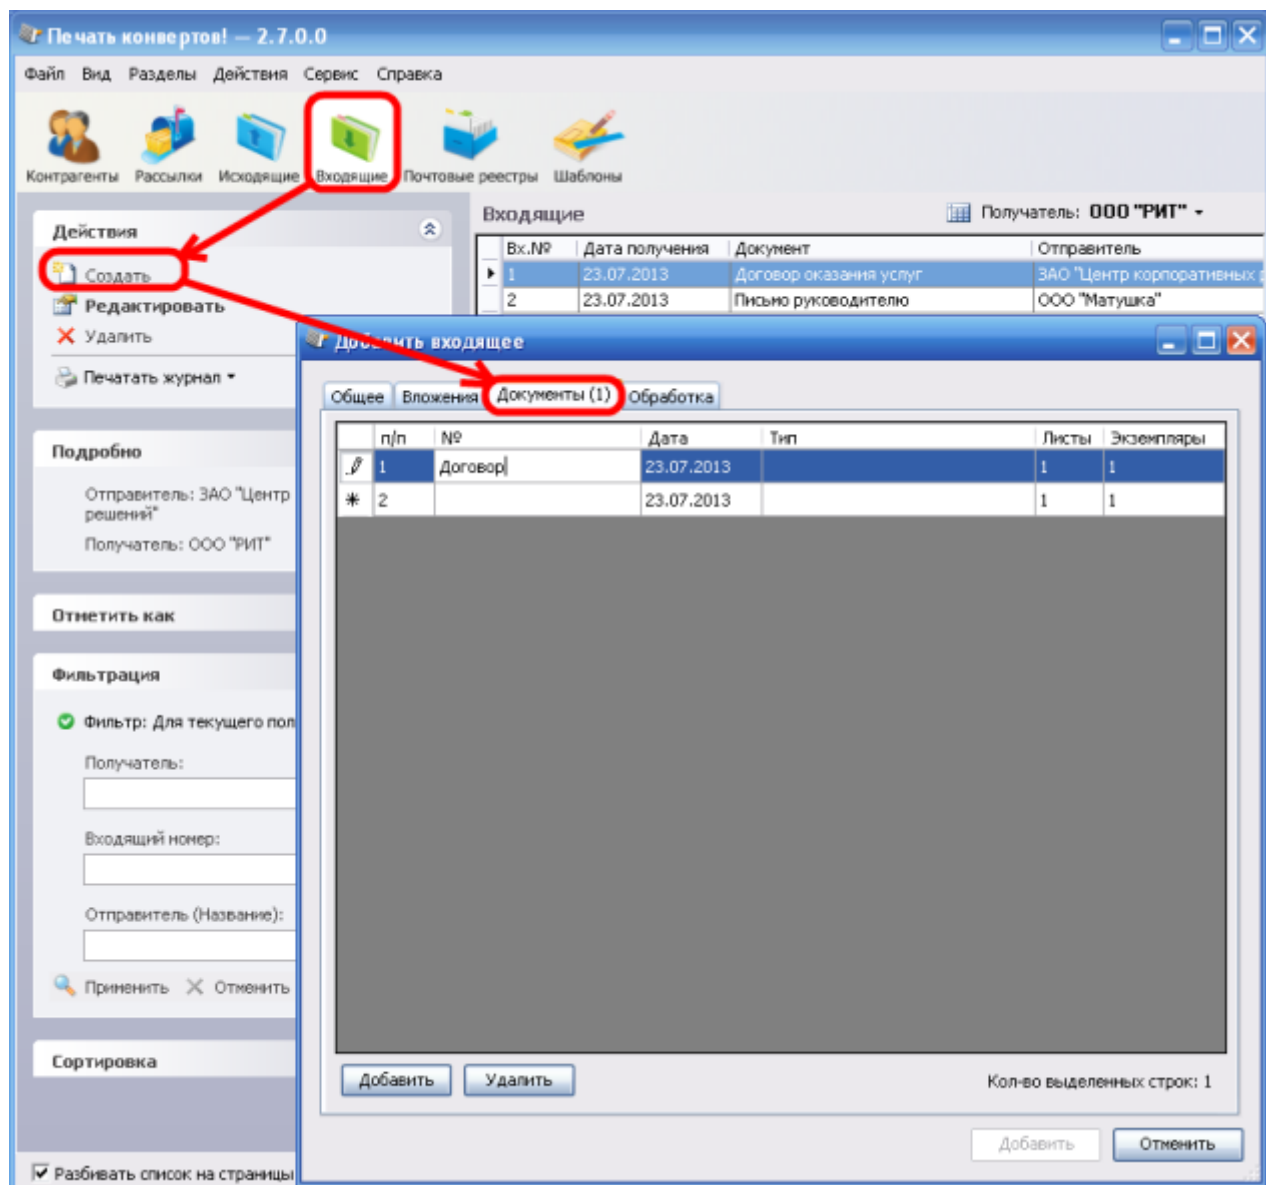 Печать конвертов! — 2.7.0.0
Файл Вид Разделы Действия Сервис Справка
Контрагенты Рассылки Исходящие Входящие Почтовые реестры Шаблоны
Действия
Создать
Редактировать
Удалить
Печатать журнал
Входящие Получатель: ООО "РИТ"
Вх.№ Дата получения Документ Отправитель
1 23.07.2013 Договор оказания услуг ЗАО "Центр корпоративных
2 23.07.2013 Письмо руководителю ООО "Матушка"
Подробно
Отправитель: ЗАО "Центр
решений"
Получатель: ООО "РИТ"
Отметить как
Фильтрация
Фильтр: Для текущего пол
Получатель:
Входящий номер:
Отправитель (Название):
Применить Отменить
Сортировка
Разбивать список на страницы
Добавить входящее
Общее Вложения Документы (1) Обработка
п/п № Дата Тип Листы Экземпляры
1 Договор 23.07.2013 1 1
2 23.07.2013 1 1
Добавить Удалить Кол-во выделенных строк: 1
Добавить Отменить